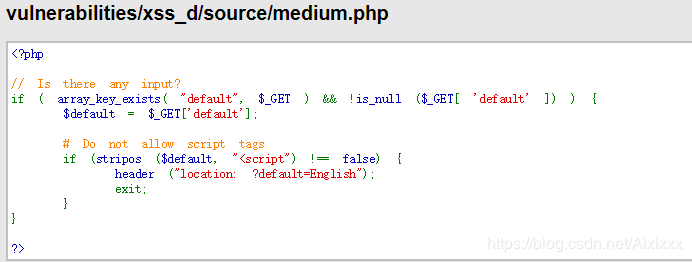 vulnerabilities/xss_d/source/medium.php
<?php
// Is there any input?
if ( array_key_exists( "default", $_GET ) && !is_null ($_GET[ 'default' ]) ) {
$default = $_GET['default'];
# Do not allow script tags
if (stripos ($default, "<script") !== false) {
header ("location: ?default=English");
exit;
}
}
?>
https://blog.csdn.net/Aixixxx